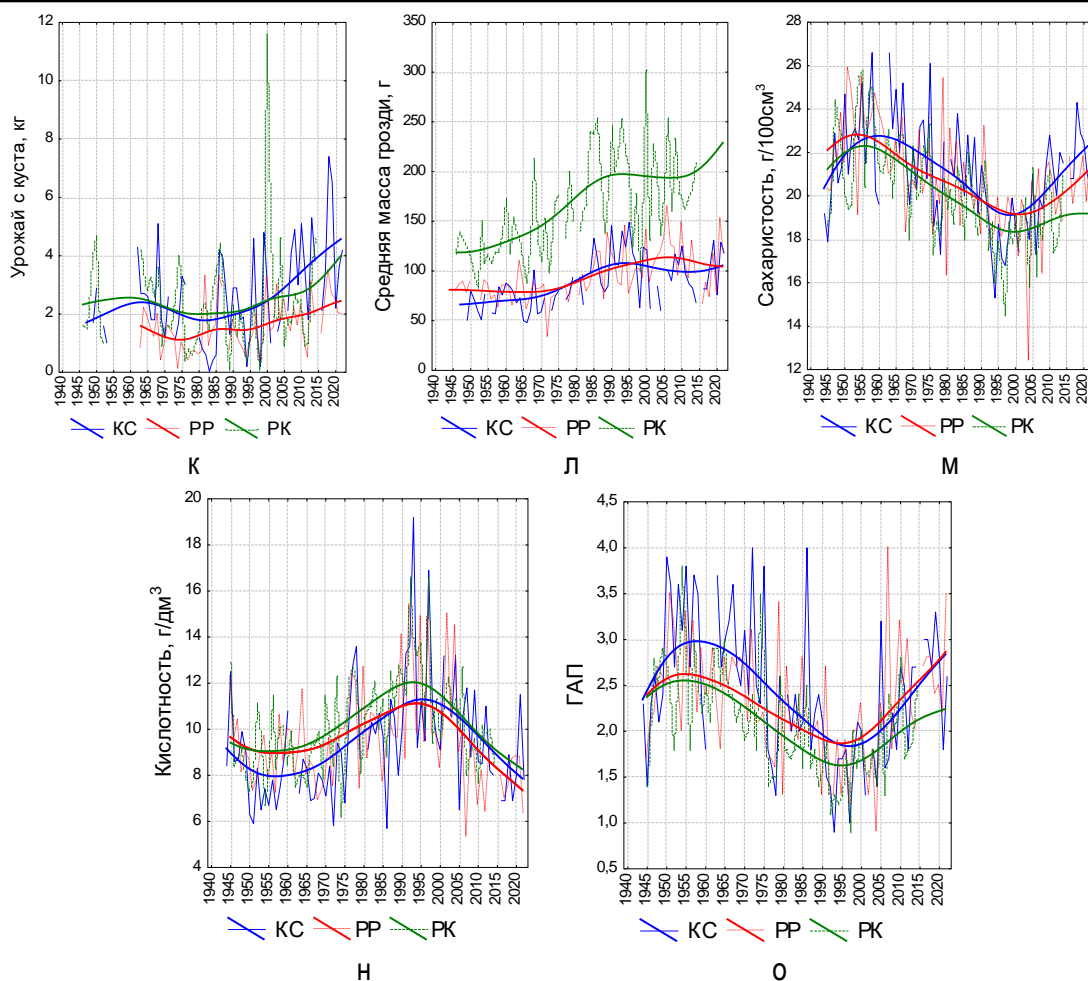 Урожай с куста, кг
12
10
8
6
4
2
0
1940 1945 1950 1955 1960 1965 1970 1975 1980 1985 1990 1995 2000 2005 2010 2015 2020
КС РР РК
К
Средняя масса грозди, г
350
300
250
200
150
100
50
0
1940 1945 1950 1955 1960 1965 1970 1975 1980 1985 1990 1995 2000 2005 2010 2015 2020
КС РР РК
Л
Сахаристость, г/100см³
28
26
24
22
20
18
16
14
12
1940 1945 1950 1955 1960 1965 1970 1975 1980 1985 1990 1995 2000 2005 2010 2015 2020
КС РР РК
М
Кислотность, г/дм³
20
18
16
14
12
10
8
6
4
1940 1945 1950 1955 1960 1965 1970 1975 1980 1985 1990 1995 2000 2005 2010 2015 2020
КС РР РК
Н
ГАП
4,5
4,0
3,5
3,0
2,5
2,0
1,5
1,0
0,5
1940 1945 1950 1955 1960 1965 1970 1975 1980 1985 1990 1995 2000 2005 2010 2015 2020
КС РР РК
О